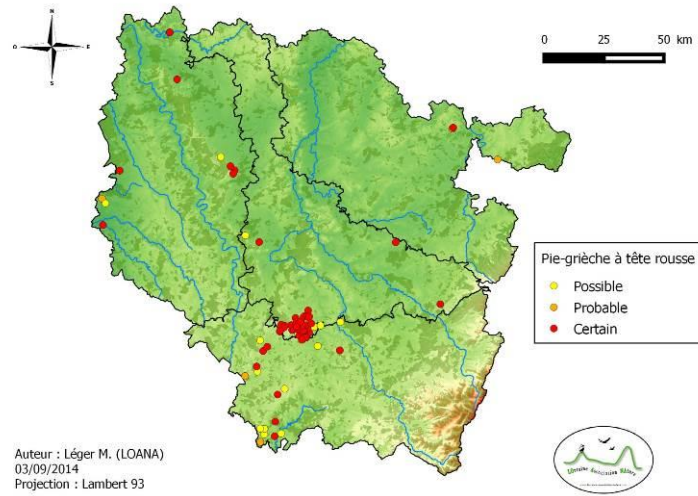 N
0 25 50 km
Pie-grièche à tête rousse
Possible
Probable
Certain
Auteur : Léger M. (LOANA)
03/09/2014
Projection : Lambert 93